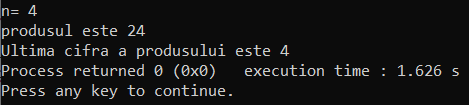 n= 4
produsul este 24
Ultima cifra a produsului este 4
Process returned 0 (0x0)   execution time : 1.626 s
Press any key to continue.